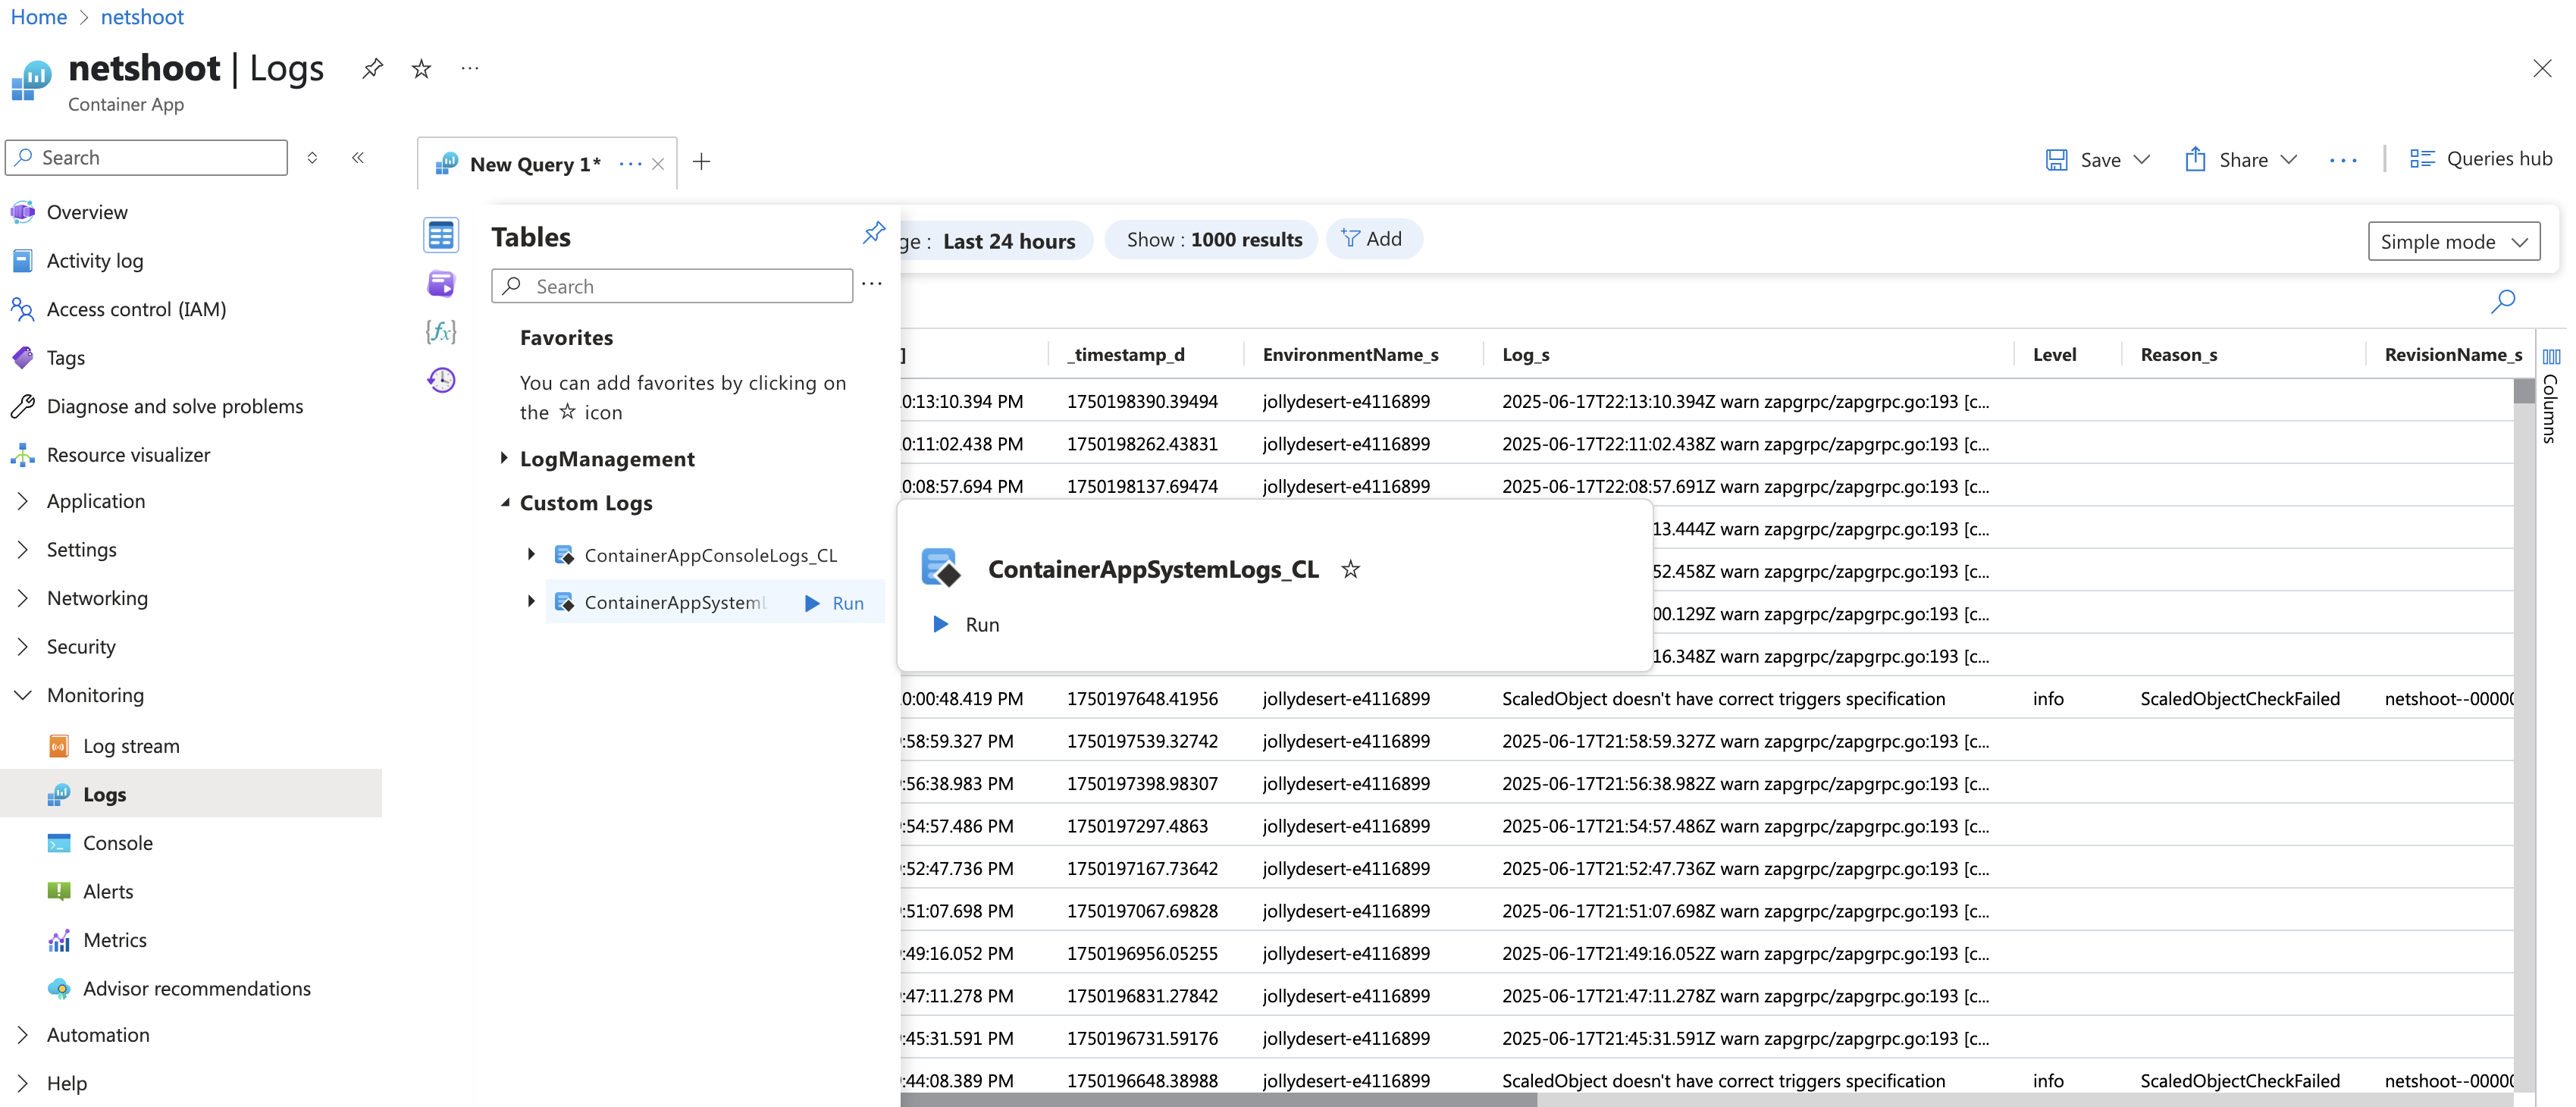 Home > netshoot
netshoot | Logs
Container App
Search
Overview
Activity log
Access control (IAM)
Tags
Diagnose and solve problems
Resource visualizer
Application
Settings
Networking
Security
Monitoring
Log stream
Logs
Console
Alerts
Metrics
Advisor recommendations
Automation
Help
New Query 1*
Save
Share
Queries hub
Tables
Search
Favorites
You can add favorites by clicking on
the ☆ icon
LogManagement
Custom Logs
ContainerAppConsoleLogs_CL
ContainerAppSystemL Run
ge : Last 24 hours
Show : 1000 results
Add
Simple mode
ContainerAppSystemLogs_CL
Run
] _timestamp_d EnvironmentName_s Log_s Level Reason_s RevisionName_s
0:13:10.394 PM 1750198390.39494 jollydesert-e4116899 2025-06-17T22:13:10.394Z warn zapgrpc/zapgrpc.go:193 [c...
0:11:02.438 PM 1750198262.43831 jollydesert-e4116899 2025-06-17T22:11:02.438Z warn zapgrpc/zapgrpc.go:193 [c...
0:08:57.694 PM 1750198137.69474 jollydesert-e4116899 2025-06-17T22:08:57.691Z warn zapgrpc/zapgrpc.go:193 [c...
13.444Z warn zapgrpc/zapgrpc.go:193 [c...
52.458Z warn zapgrpc/zapgrpc.go:193 [c...
00.129Z warn zapgrpc/zapgrpc.go:193 [c...
16.348Z warn zapgrpc/zapgrpc.go:193 [c...
0:00:48.419 PM 1750197648.41956 jollydesert-e4116899 ScaledObject doesn't have correct triggers specification info ScaledObjectCheckFailed netshoot--00000
:58:59.327 PM 1750197539.32742 jollydesert-e4116899 2025-06-17T21:58:59.327Z warn zapgrpc/zapgrpc.go:193 [c...
:56:38.983 PM 1750197398.98307 jollydesert-e4116899 2025-06-17T21:56:38.982Z warn zapgrpc/zapgrpc.go:193 [c...
:54:57.486 PM 1750197297.4863 jollydesert-e4116899 2025-06-17T21:54:57.486Z warn zapgrpc/zapgrpc.go:193 [c...
:52:47.736 PM 1750197167.73642 jollydesert-e4116899 2025-06-17T21:52:47.736Z warn zapgrpc/zapgrpc.go:193 [c...
:51:07.698 PM 1750197067.69828 jollydesert-e4116899 2025-06-17T21:51:07.698Z warn zapgrpc/zapgrpc.go:193 [c...
:49:16.052 PM 1750196956.05255 jollydesert-e4116899 2025-06-17T21:49:16.052Z warn zapgrpc/zapgrpc.go:193 [c...
:47:11.278 PM 1750196831.27842 jollydesert-e4116899 2025-06-17T21:47:11.278Z warn zapgrpc/zapgrpc.go:193 [c...
:45:31.591 PM 1750196731.59176 jollydesert-e4116899 2025-06-17T21:45:31.591Z warn zapgrpc/zapgrpc.go:193 [c...
:44:08.389 PM 1750196648.38988 jollydesert-e4116899 ScaledObject doesn't have correct triggers specification info ScaledObjectCheckFailed netshoot--00000
Columns